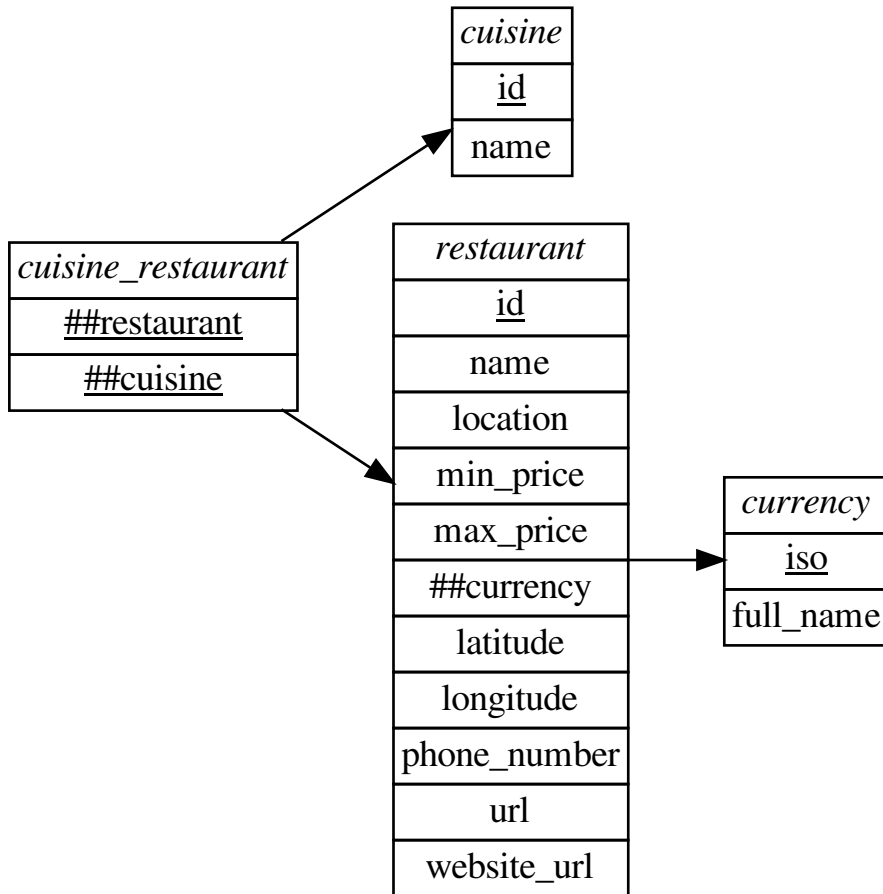 cuisine
id
name
cuisine_restaurant
##restaurant
##cuisine
restaurant
id
name
location
min_price
max_price
##currency
latitude
longitude
phone_number
url
website_url
currency
iso
full_name